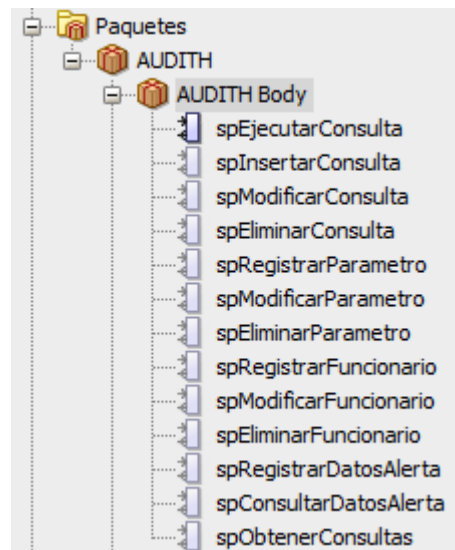 Paquetes
AUDITH
AUDITH Body
spEjecutarConsulta
spInsertarConsulta
spModificarConsulta
spEliminarConsulta
spRegistrarParametro
spModificarParametro
spEliminarParametro
spRegistrarFuncionario
spModificarFuncionario
spEliminarFuncionario
spRegistrarDatosAlerta
spConsultarDatosAlerta
spObtenerConsultas